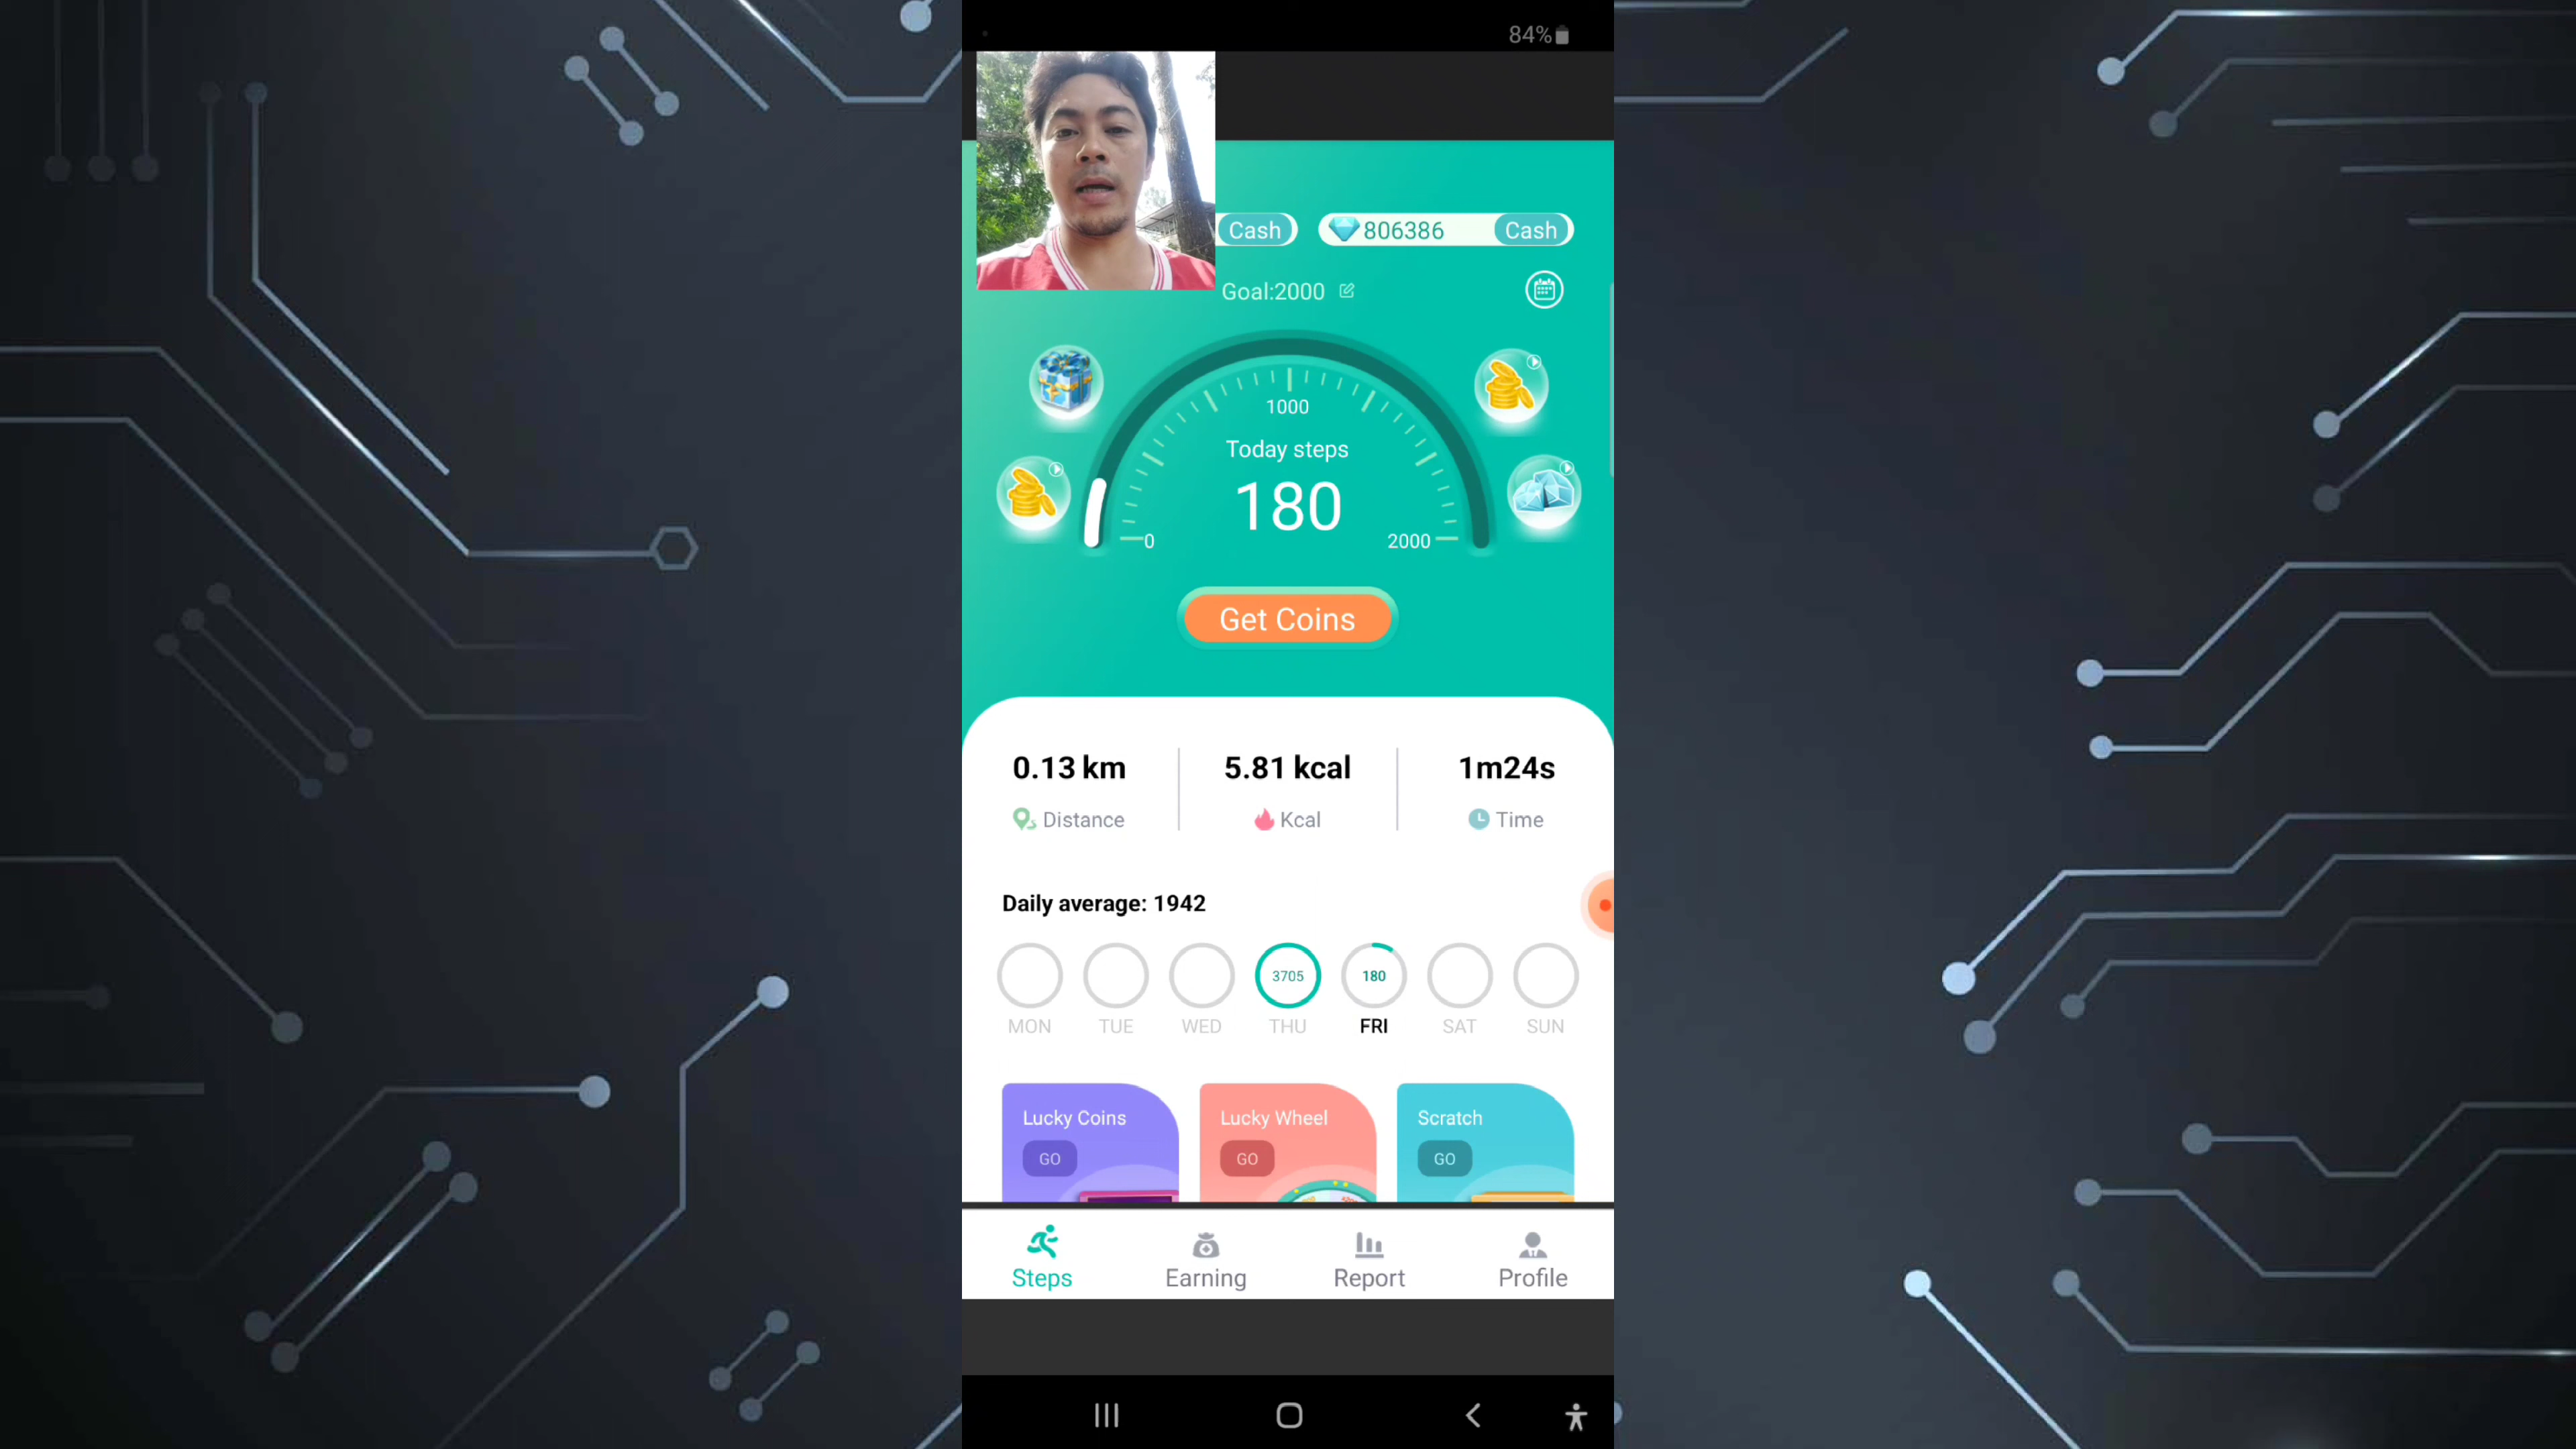 84%
Cash
806386
Cash
Goal:2000
1000
Today steps
180
0
2000
Get Coins
0.13 km
5.81 kcal
1m24s
Distance
Kcal
Time
Daily average: 1942
3705
180
MON
TUE
WED
THU
FRI
SAT
SUN
Lucky Coins
Lucky Wheel
Scratch
GO
GO
GO
Steps
Earning
Report
Profile